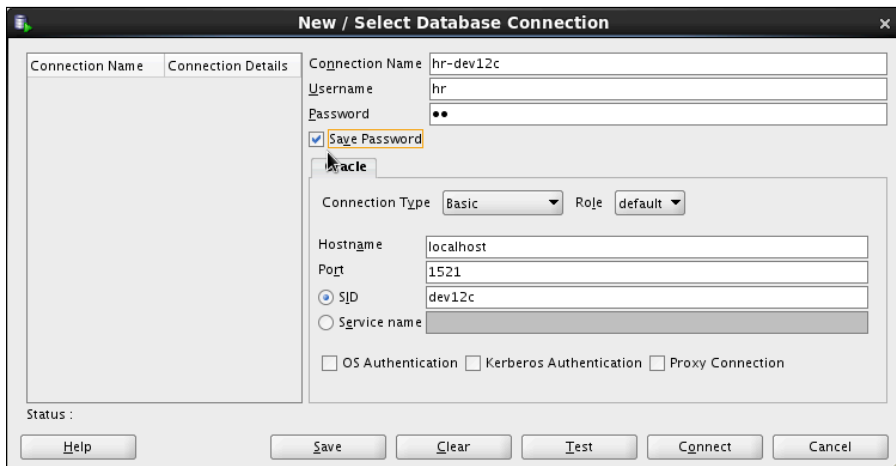 New / Select Database Connection
Connection Name Connection Details
Connection Name hr-dev12c
Username hr
Password ••
Save Password
acle
Connection Type Basic Role default
Hostname localhost
Port 1521
SID dev12c
Service name
OS Authentication Kerberos Authentication Proxy Connection
Status :
Help Save Clear Test Connect Cancel